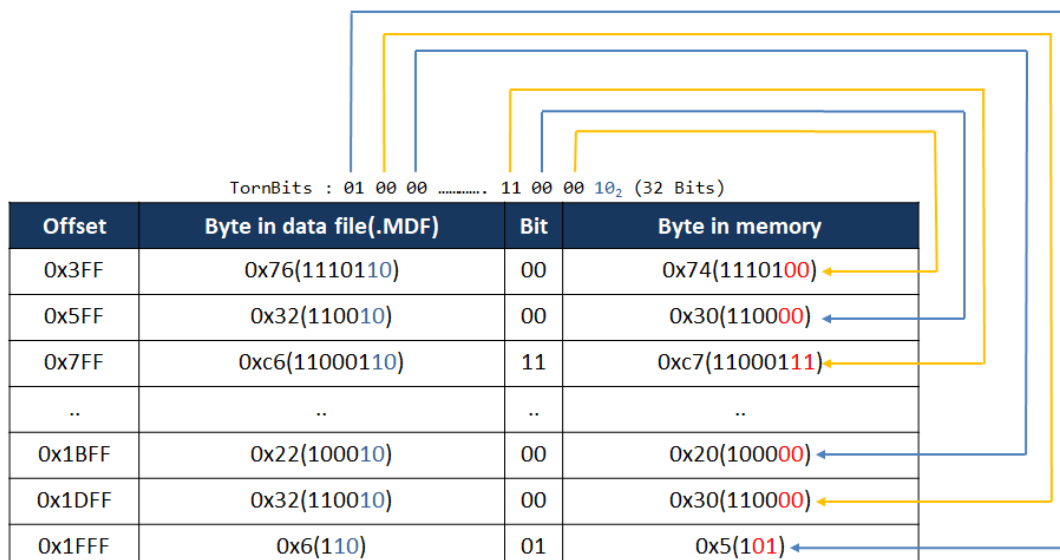 TornBits : 01 00 00 ............. 11 00 00 10₂ (32 Bits)
Offset Byte in data file(.MDF) Bit Byte in memory
0x3FF 0x76(1110110) 00 0x74(1110100)
0x5FF 0x32(110010) 00 0x30(110000)
0x7FF 0xc6(11000110) 11 0xc7(11000111)
.. .. .. ..
0x1BFF 0x22(100010) 00 0x20(100000)
0x1DFF 0x32(110010) 00 0x30(110000)
0x1FFF 0x6(110) 01 0x5(101)